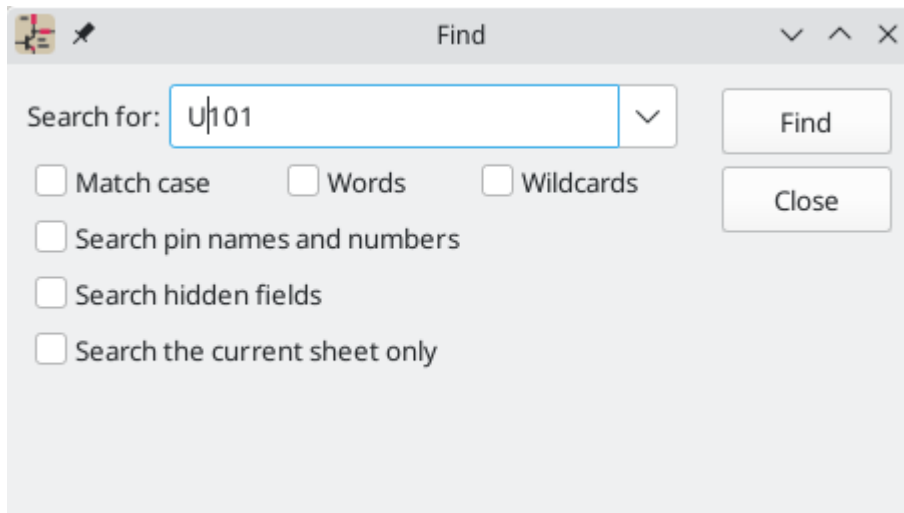 Find
Search for: U101
Find
Match case Words Wildcards
Close
Search pin names and numbers
Search hidden fields
Search the current sheet only